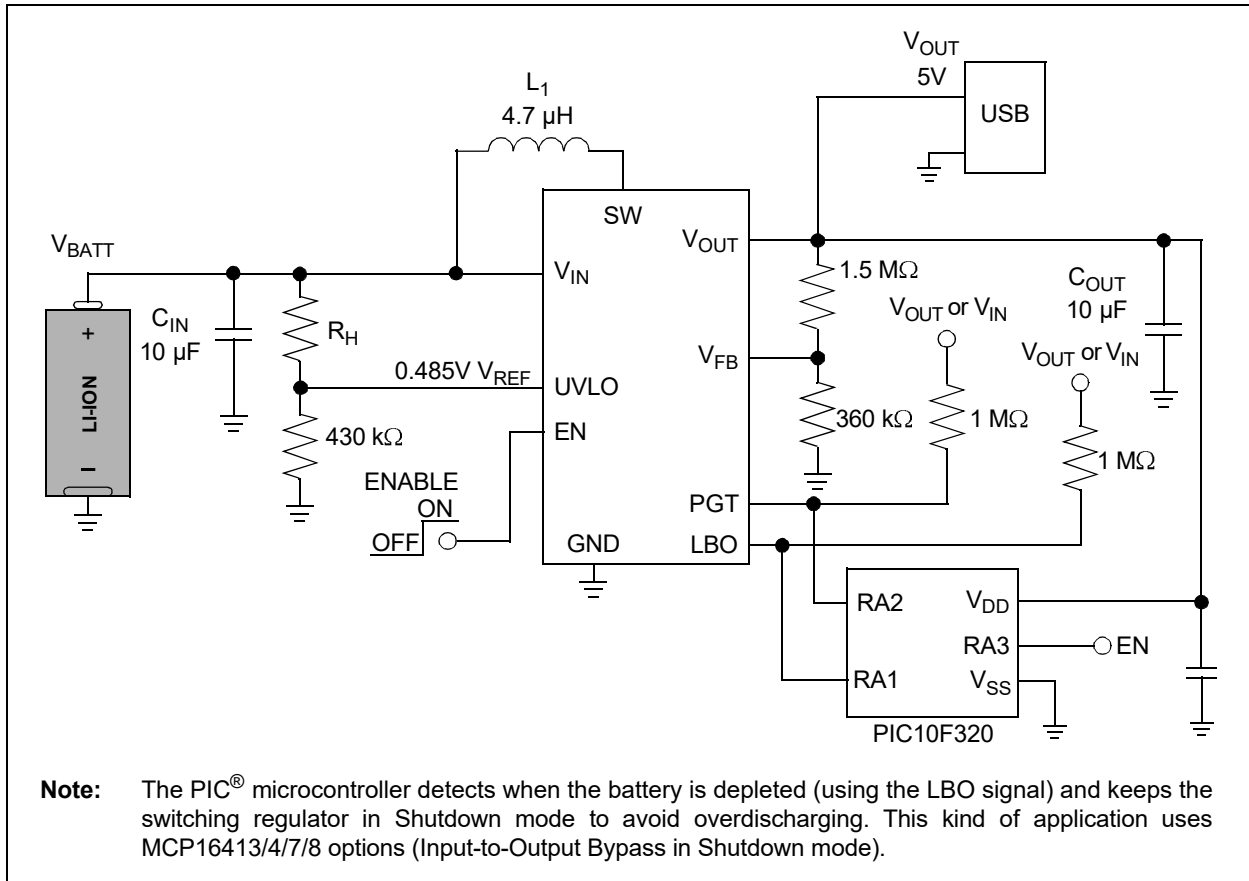 V_OUT
5V
USB
L_1
4.7 µH
SW
V_BATT
V_IN
V_OUT
1.5 MΩ
C_OUT
10 µF
C_IN
10 µF
R_H
V_OUT or V_IN
V_OUT or V_IN
V_FB
+
LI-ION
–
0.485V V_REF
UVLO
430 kΩ
EN
360 kΩ
1 MΩ
1 MΩ
ENABLE
ON
OFF
PGT
GND
LBO
RA2
V_DD
RA3
EN
RA1
V_SS
PIC10F320
Note: The PIC® microcontroller detects when the battery is depleted (using the LBO signal) and keeps the
switching regulator in Shutdown mode to avoid overdischarging. This kind of application uses
MCP16413/4/7/8 options (Input-to-Output Bypass in Shutdown mode).